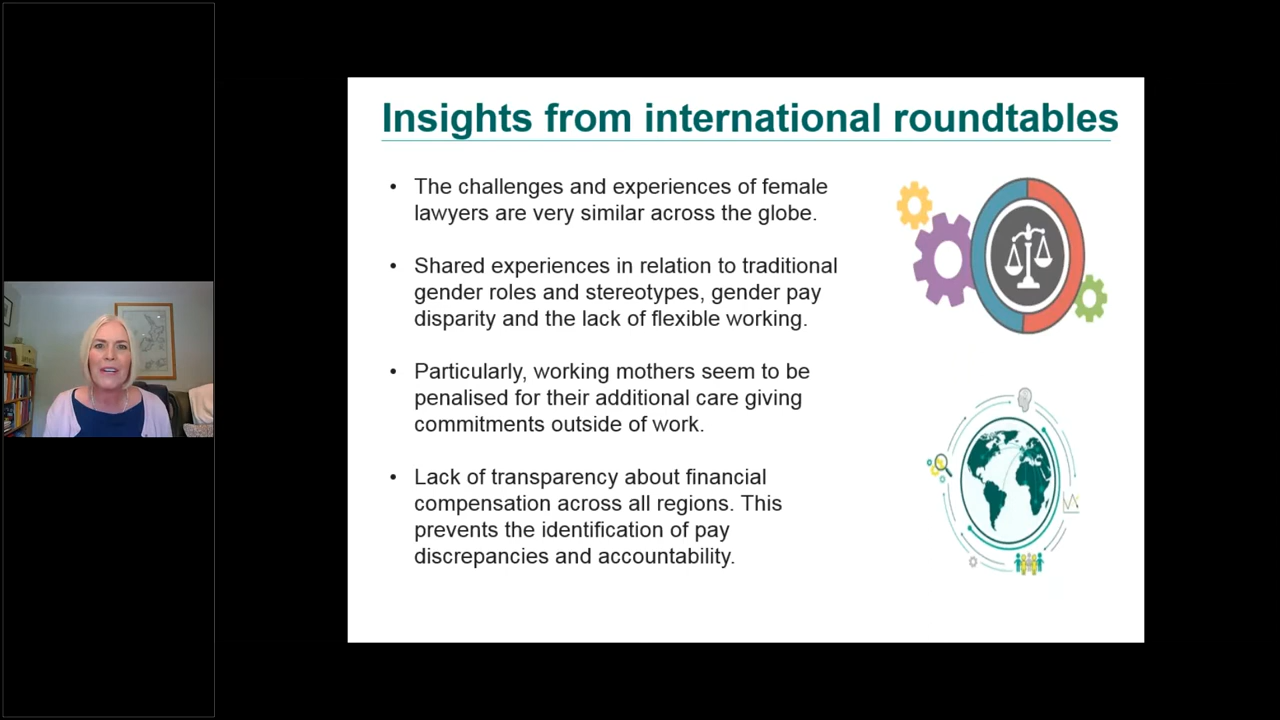 Insights from international roundtables
• The challenges and experiences of female
lawyers are very similar across the globe.
• Shared experiences in relation to traditional
gender roles and stereotypes, gender pay
disparity and the lack of flexible working.
• Particularly, working mothers seem to be
penalised for their additional care giving
commitments outside of work.
• Lack of transparency about financial
compensation across all regions. This
prevents the identification of pay
discrepancies and accountability.